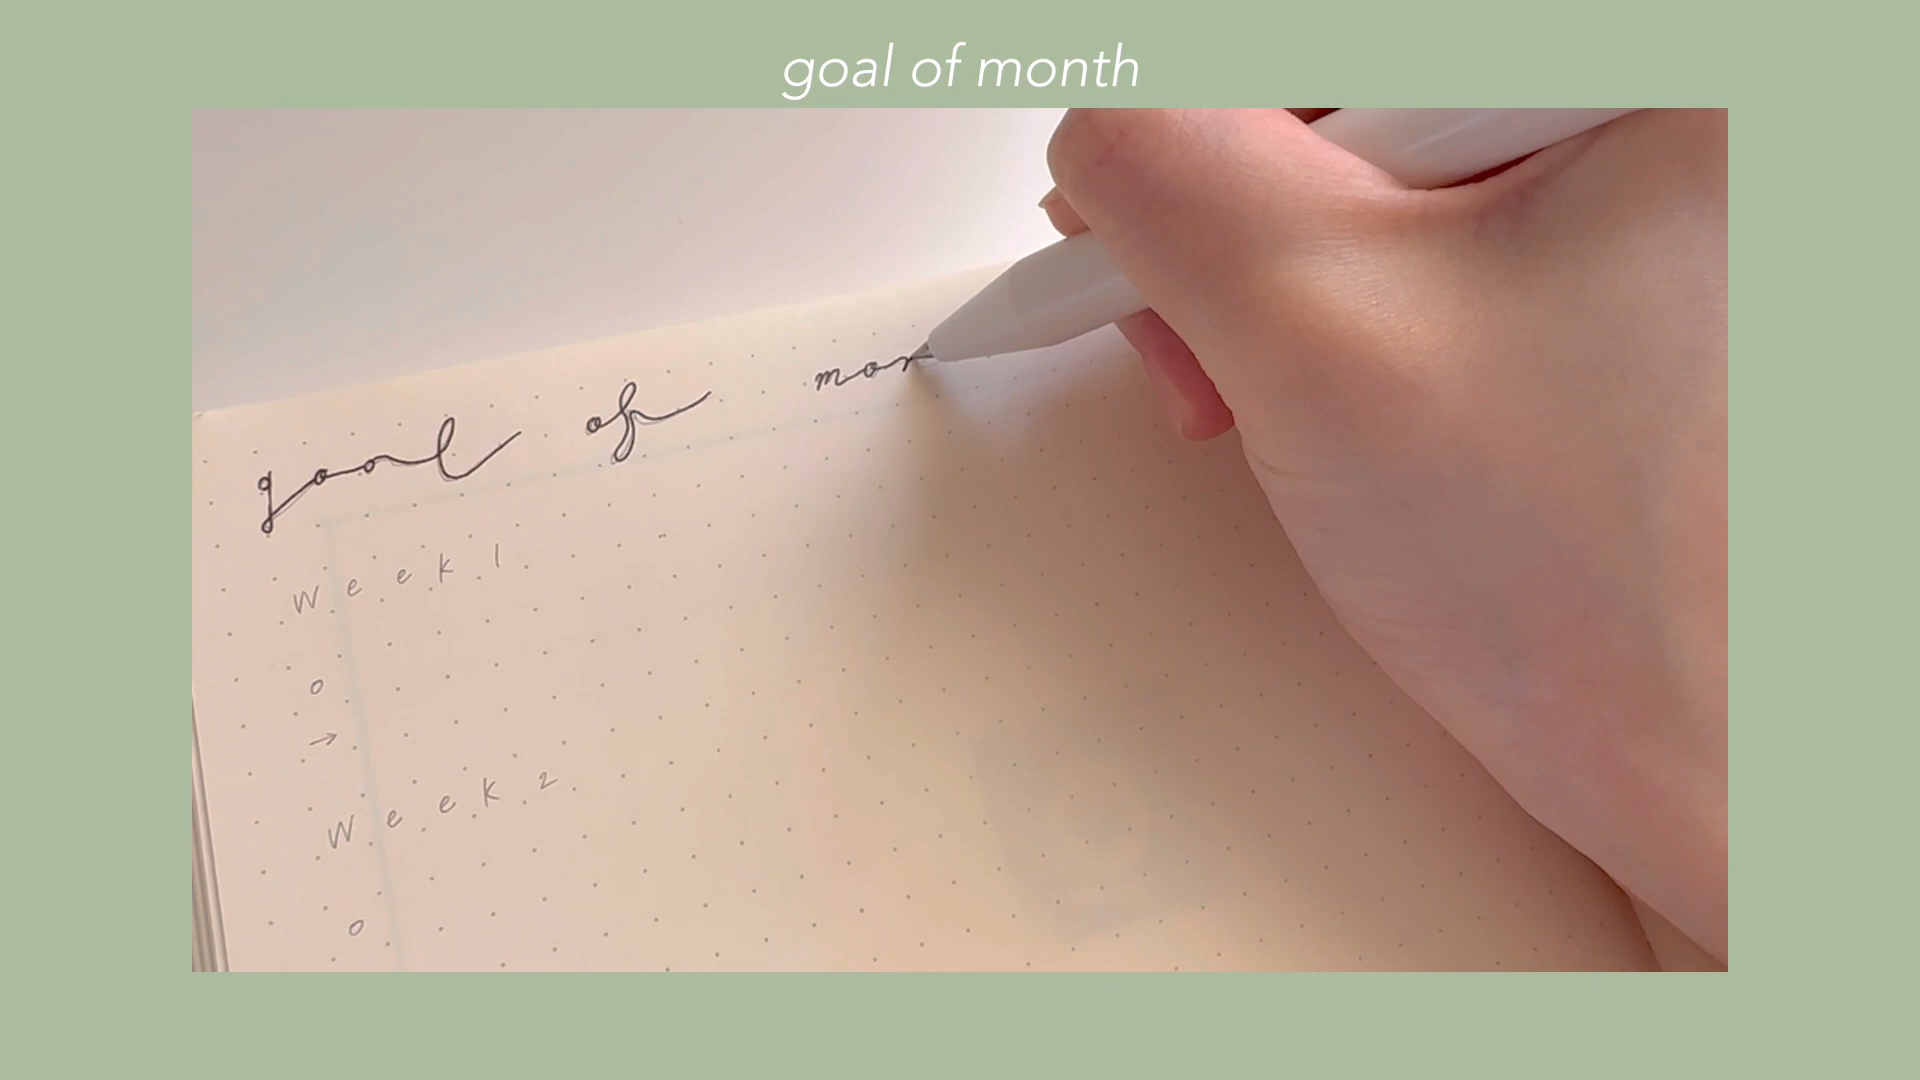 goal of month
goal of mon
Week 1
o
→
Week 2
o